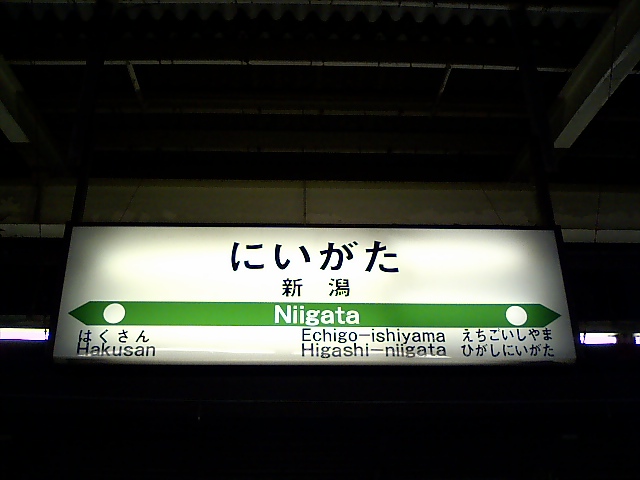 にいがた
新潟
Niigata
はくさん Echigo-ishiyama えちごいしやま
Hakusan Higashi-niigata ひがしにいがた